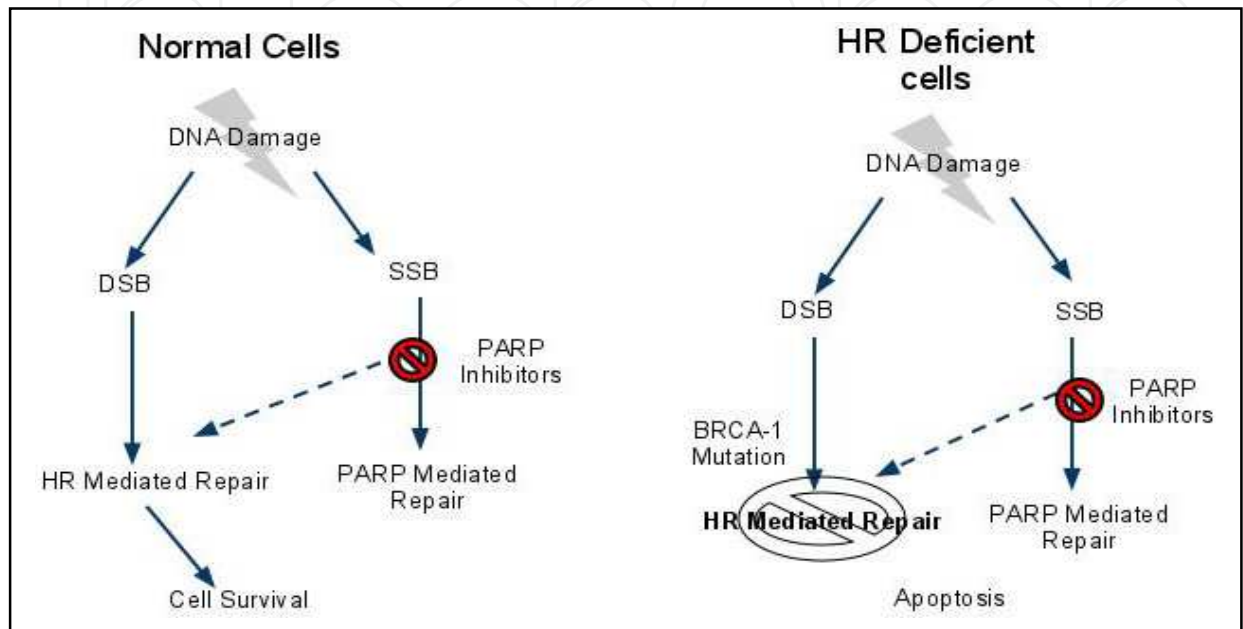 Normal Cells
DNA Damage
DSB
SSB
PARP
Inhibitors
HR Mediated Repair
PARP Mediated
Repair
Cell Survival
HR Deficient
cells
DNA Damage
DSB
SSB
PARP
Inhibitors
BRCA-1
Mutation
HR Mediated Repair
PARP Mediated
Repair
Apoptosis